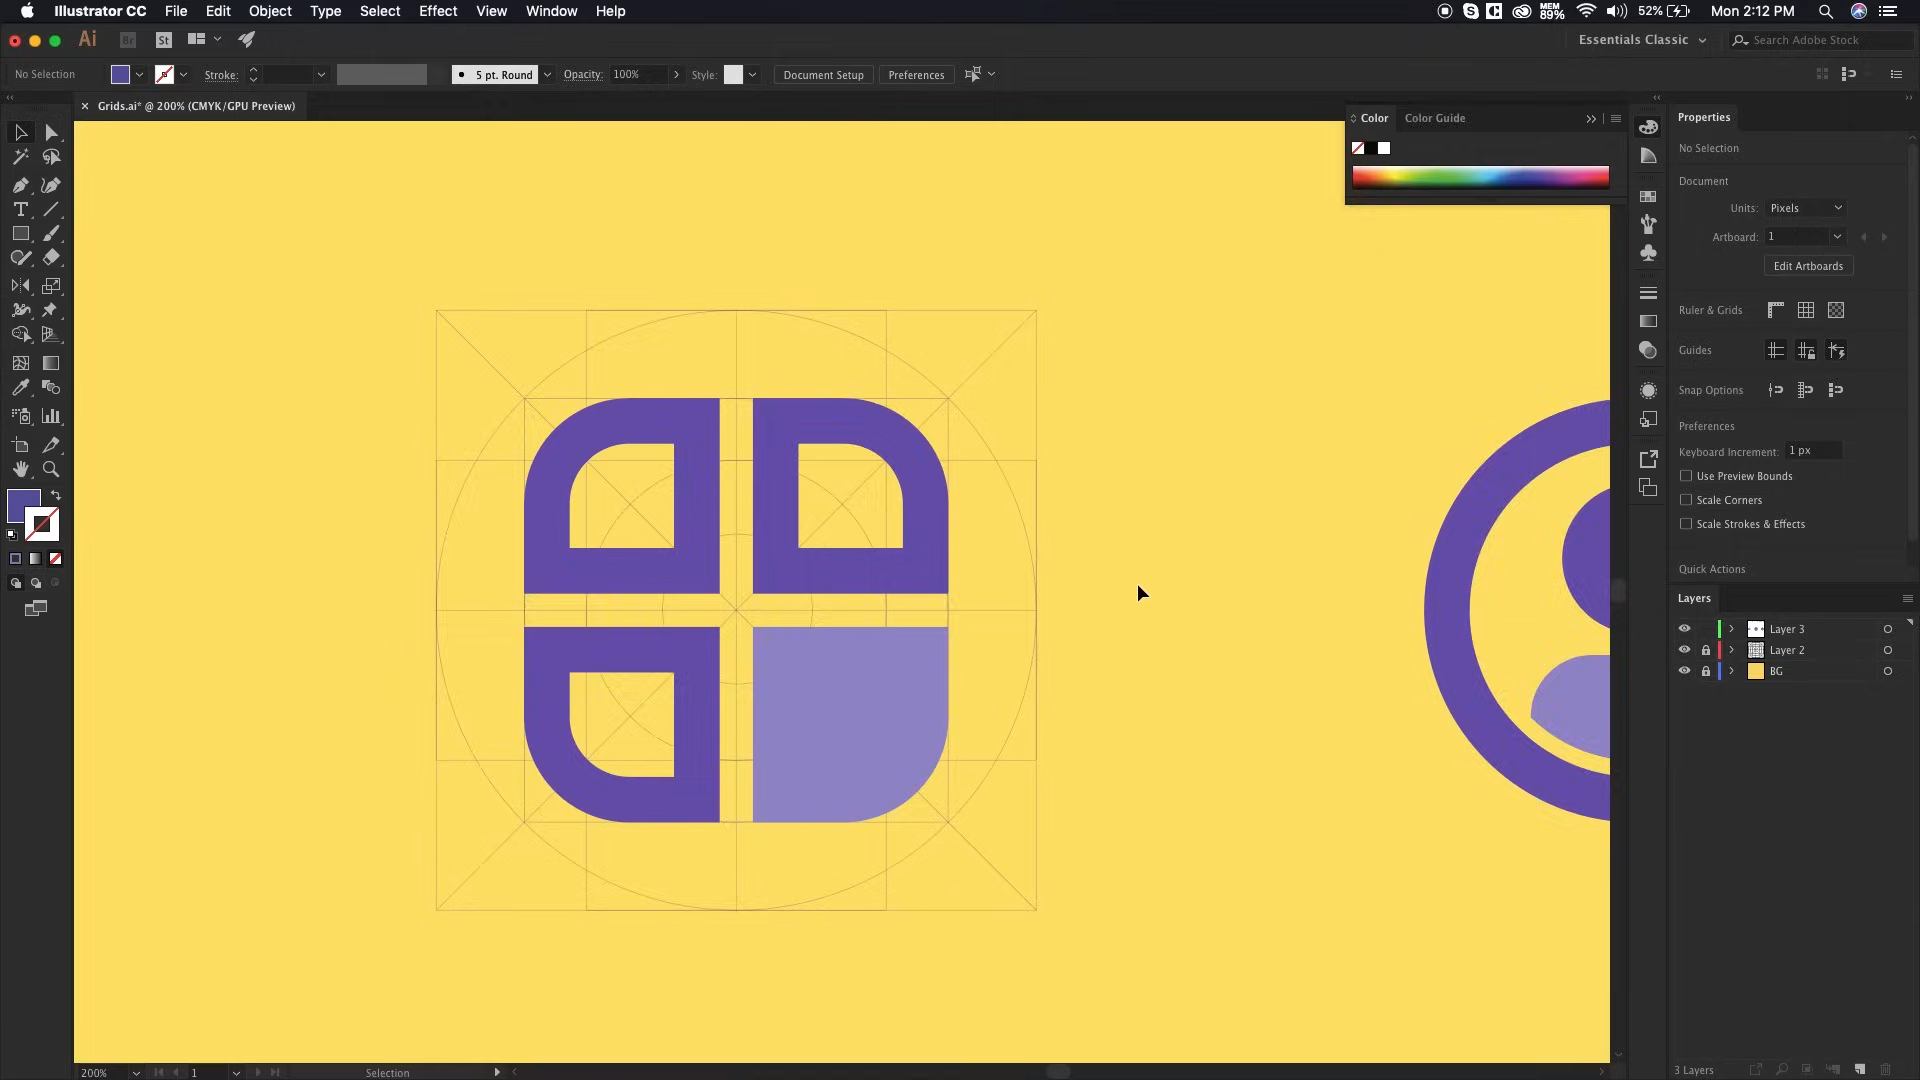 Illustrator CC File Edit Object Type Select Effect View Window Help MEM 89% 52% Mon 2:12 PM
Ai Br St Essentials Classic Search Adobe Stock
No Selection Stroke: 5 pt. Round Opacity: 100% Style: Document Setup Preferences
Grids.ai* @ 200% (CMYK/GPU Preview)
Color Color Guide
Properties
No Selection
Document
Units: Pixels
Artboard: 1
Edit Artboards
Ruler & Grids
Guides
Snap Options
Preferences
Keyboard Increment: 1 px
Use Preview Bounds
Scale Corners
Scale Strokes & Effects
Quick Actions
Layers
Layer 3
Layer 2
BG
200% 1 Selection
3 Layers